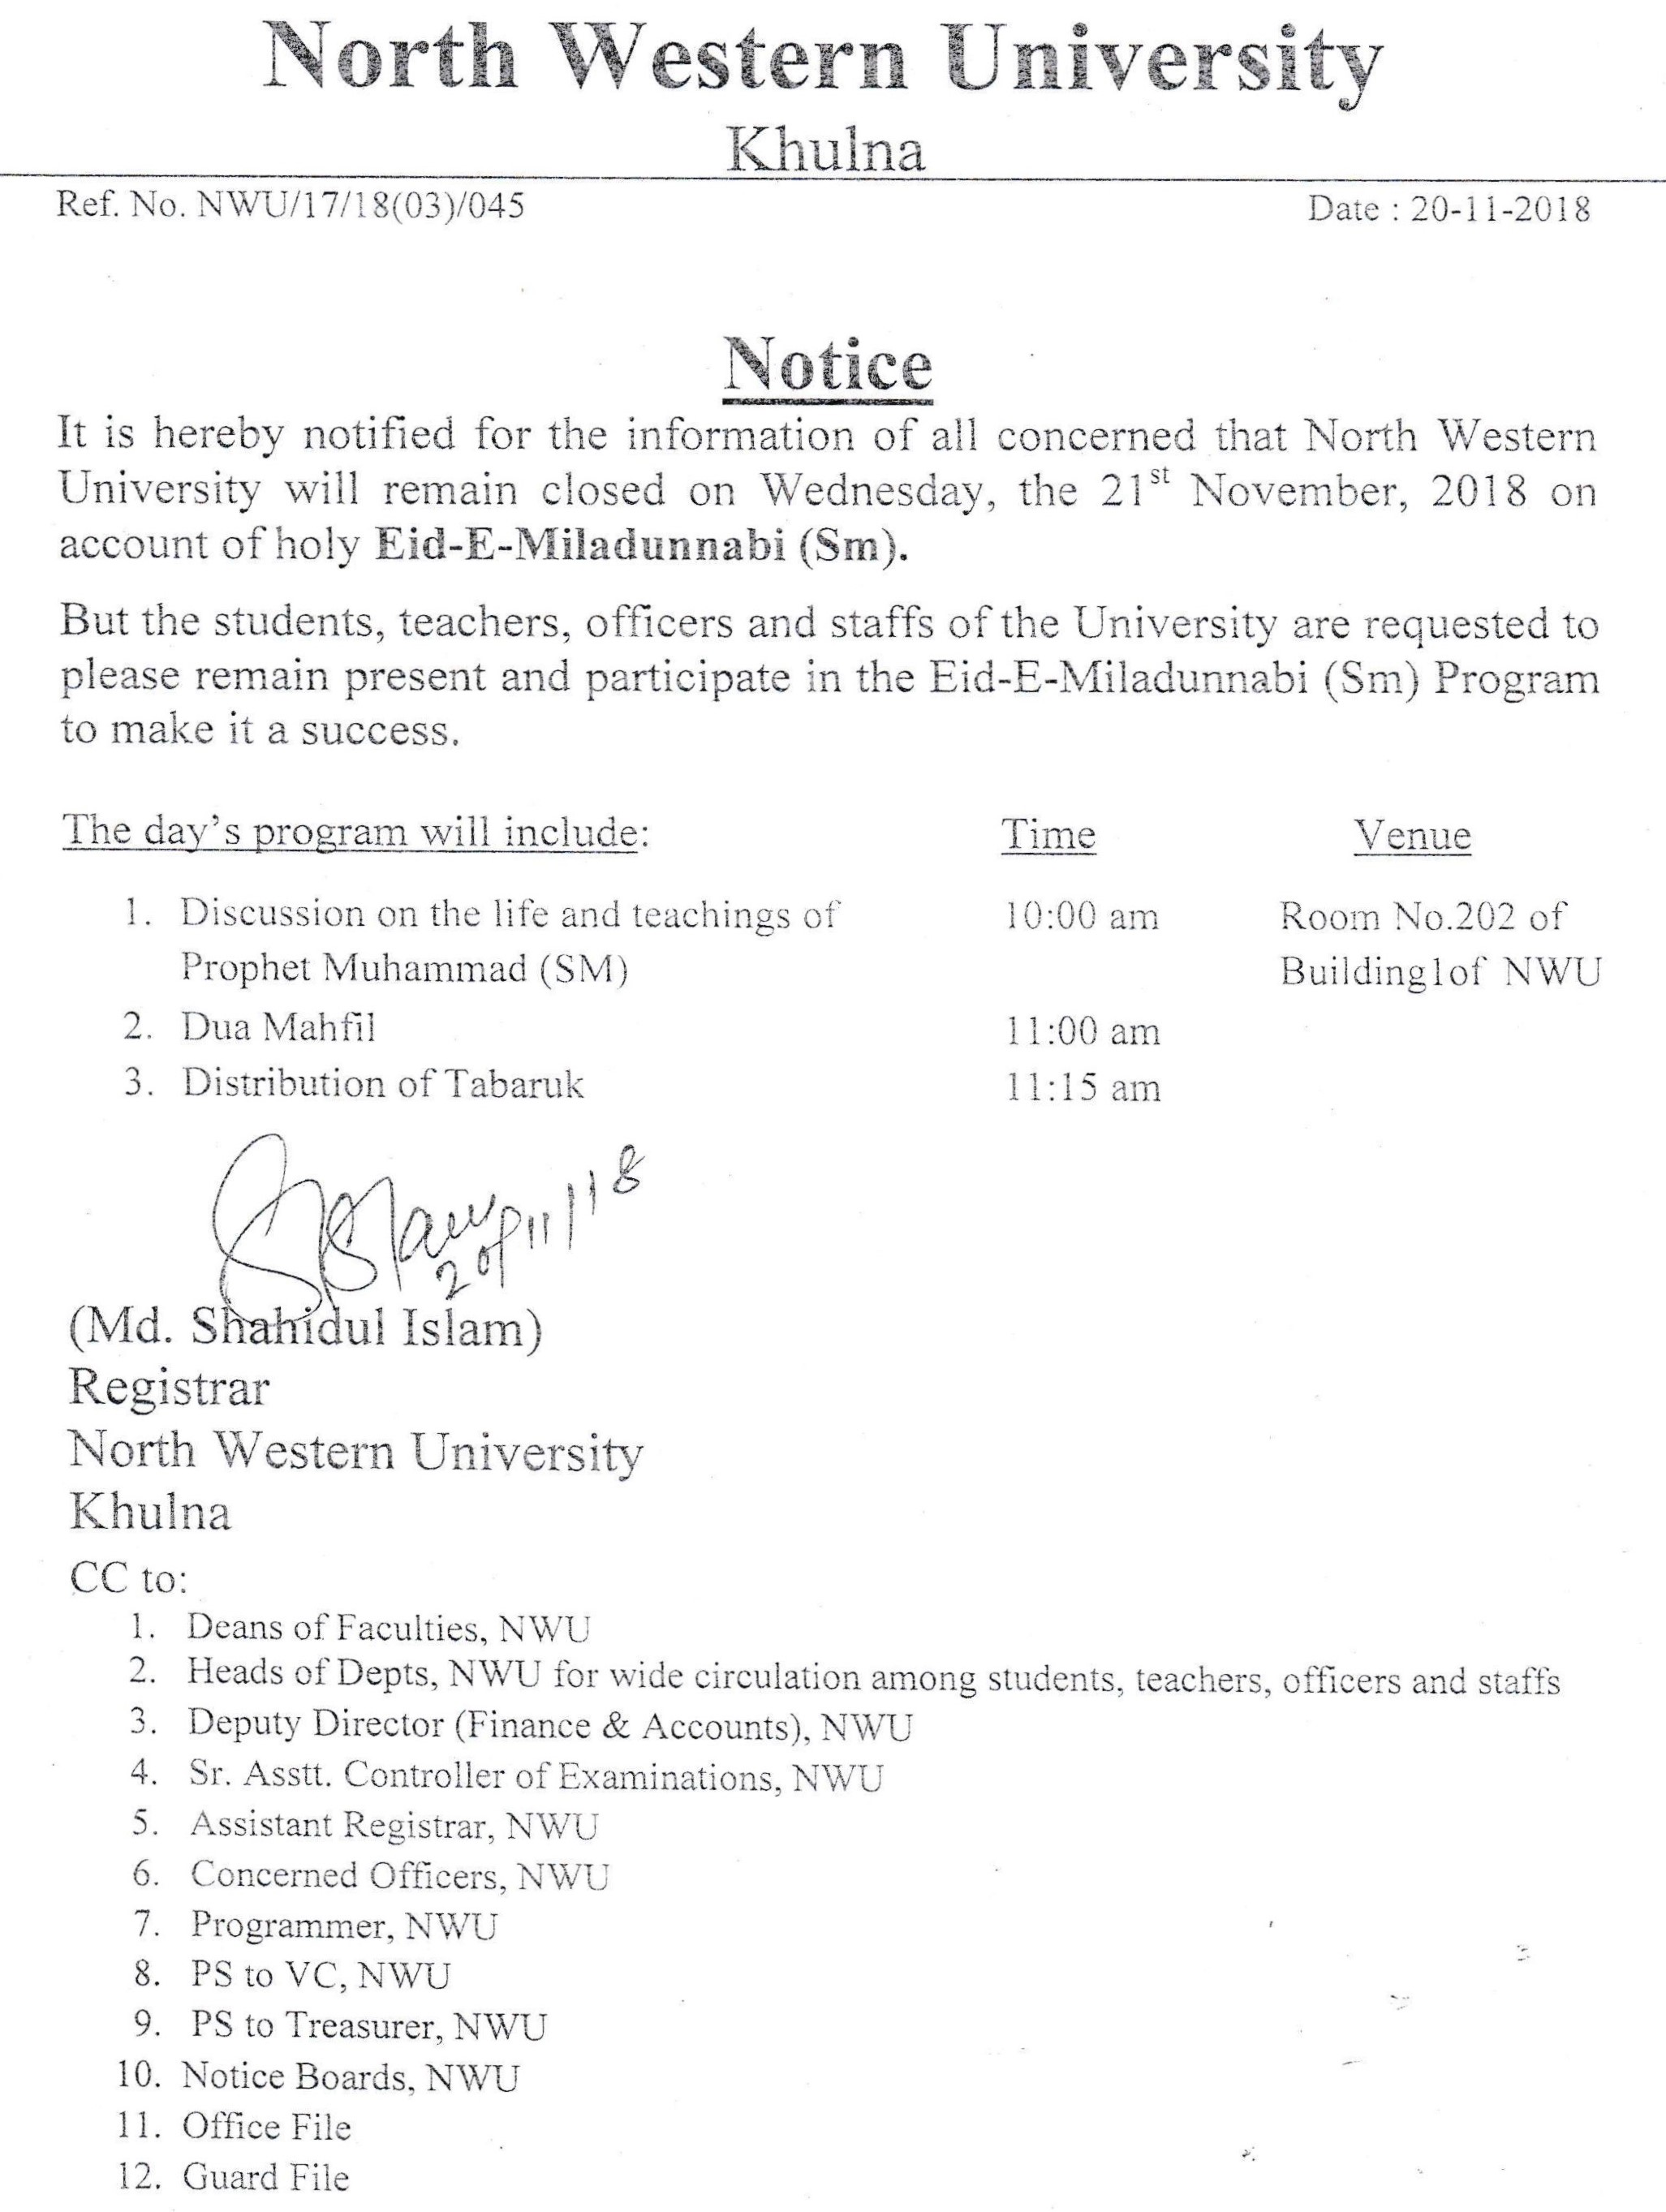 North Western University
Khulna
Ref. No. NWU/17/18(03)/045 Date : 20-11-2018
Notice
It is hereby notified for the information of all concerned that North Western
University will remain closed on Wednesday, the 21st November, 2018 on
account of holy Eid-E-Miladunnabi (Sm).
But the students, teachers, officers and staffs of the University are requested to
please remain present and participate in the Eid-E-Miladunnabi (Sm) Program
to make it a success.
The day's program will include: Time Venue
1. Discussion on the life and teachings of 10:00 am Room No.202 of
Prophet Muhammad (SM) Building1of NWU
2. Dua Mahfil 11:00 am
3. Distribution of Tabaruk 11:15 am
20/11/18
(Md. Shahidul Islam)
Registrar
North Western University
Khulna
CC to:
1. Deans of Faculties, NWU
2. Heads of Depts, NWU for wide circulation among students, teachers, officers and staffs
3. Deputy Director (Finance & Accounts), NWU
4. Sr. Asstt. Controller of Examinations, NWU
5. Assistant Registrar, NWU
6. Concerned Officers, NWU
7. Programmer, NWU
8. PS to VC, NWU
9. PS to Treasurer, NWU
10. Notice Boards, NWU
11. Office File
12. Guard File